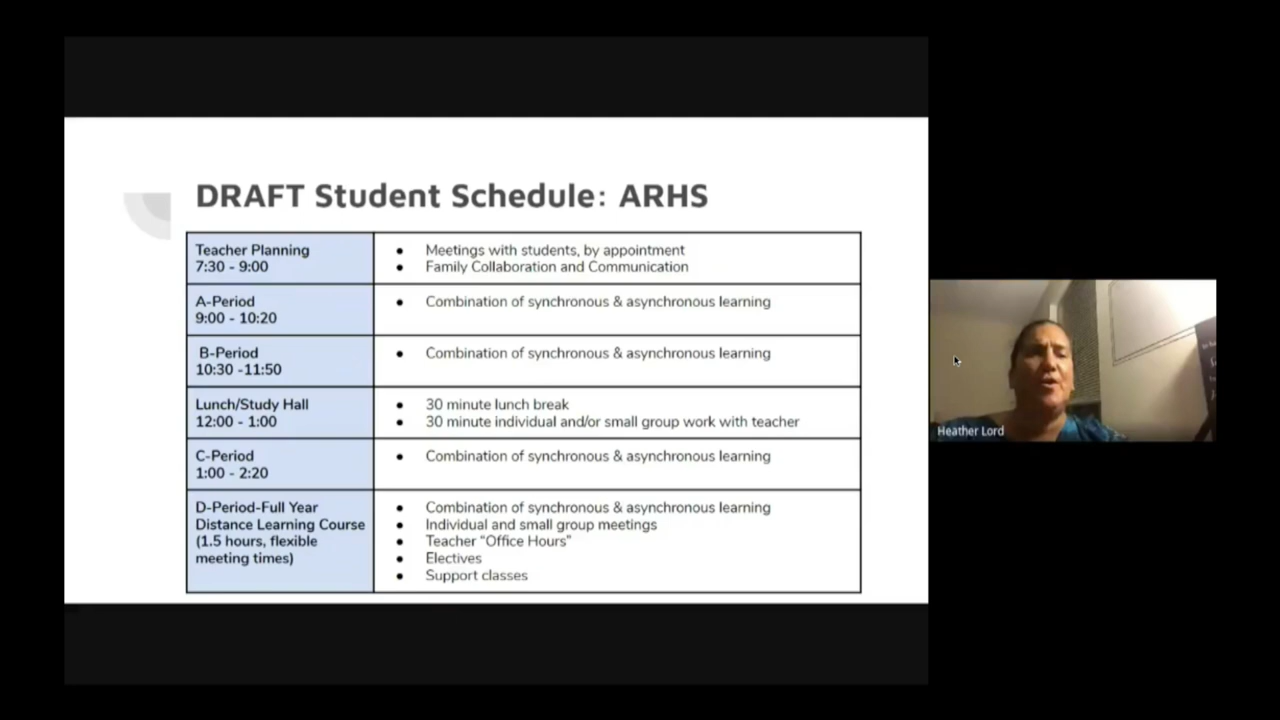 DRAFT Student Schedule: ARHS
Teacher Planning
7:30 - 9:00
● Meetings with students, by appointment
● Family Collaboration and Communication
A-Period
9:00 - 10:20
● Combination of synchronous & asynchronous learning
B-Period
10:30 -11:50
● Combination of synchronous & asynchronous learning
Lunch/Study Hall
12:00 - 1:00
● 30 minute lunch break
● 30 minute individual and/or small group work with teacher
C-Period
1:00 - 2:20
● Combination of synchronous & asynchronous learning
D-Period-Full Year
Distance Learning Course
(1.5 hours, flexible
meeting times)
● Combination of synchronous & asynchronous learning
● Individual and small group meetings
● Teacher “Office Hours”
● Electives
● Support classes
Heather Lord